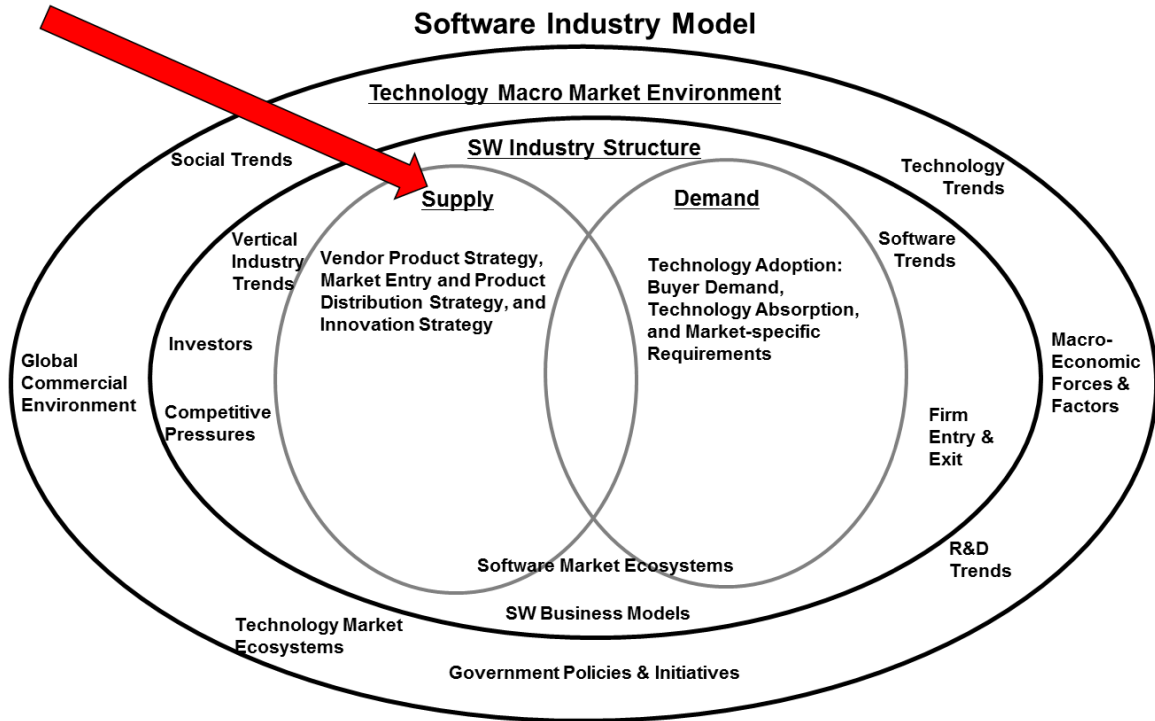 Software Industry Model
Technology Macro Market Environment
SW Industry Structure
Social Trends
Technology
Trends
Supply
Demand
Vertical
Industry
Trends
Vendor Product Strategy,
Market Entry and Product
Distribution Strategy, and
Innovation Strategy
Technology Adoption:
Buyer Demand,
Technology Absorption,
and Market-specific
Requirements
Software
Trends
Investors
Global
Commercial
Environment
Macro-
Economic
Forces &
Factors
Competitive
Pressures
Firm
Entry &
Exit
Software Market Ecosystems
R&D
Trends
SW Business Models
Technology Market
Ecosystems
Government Policies & Initiatives